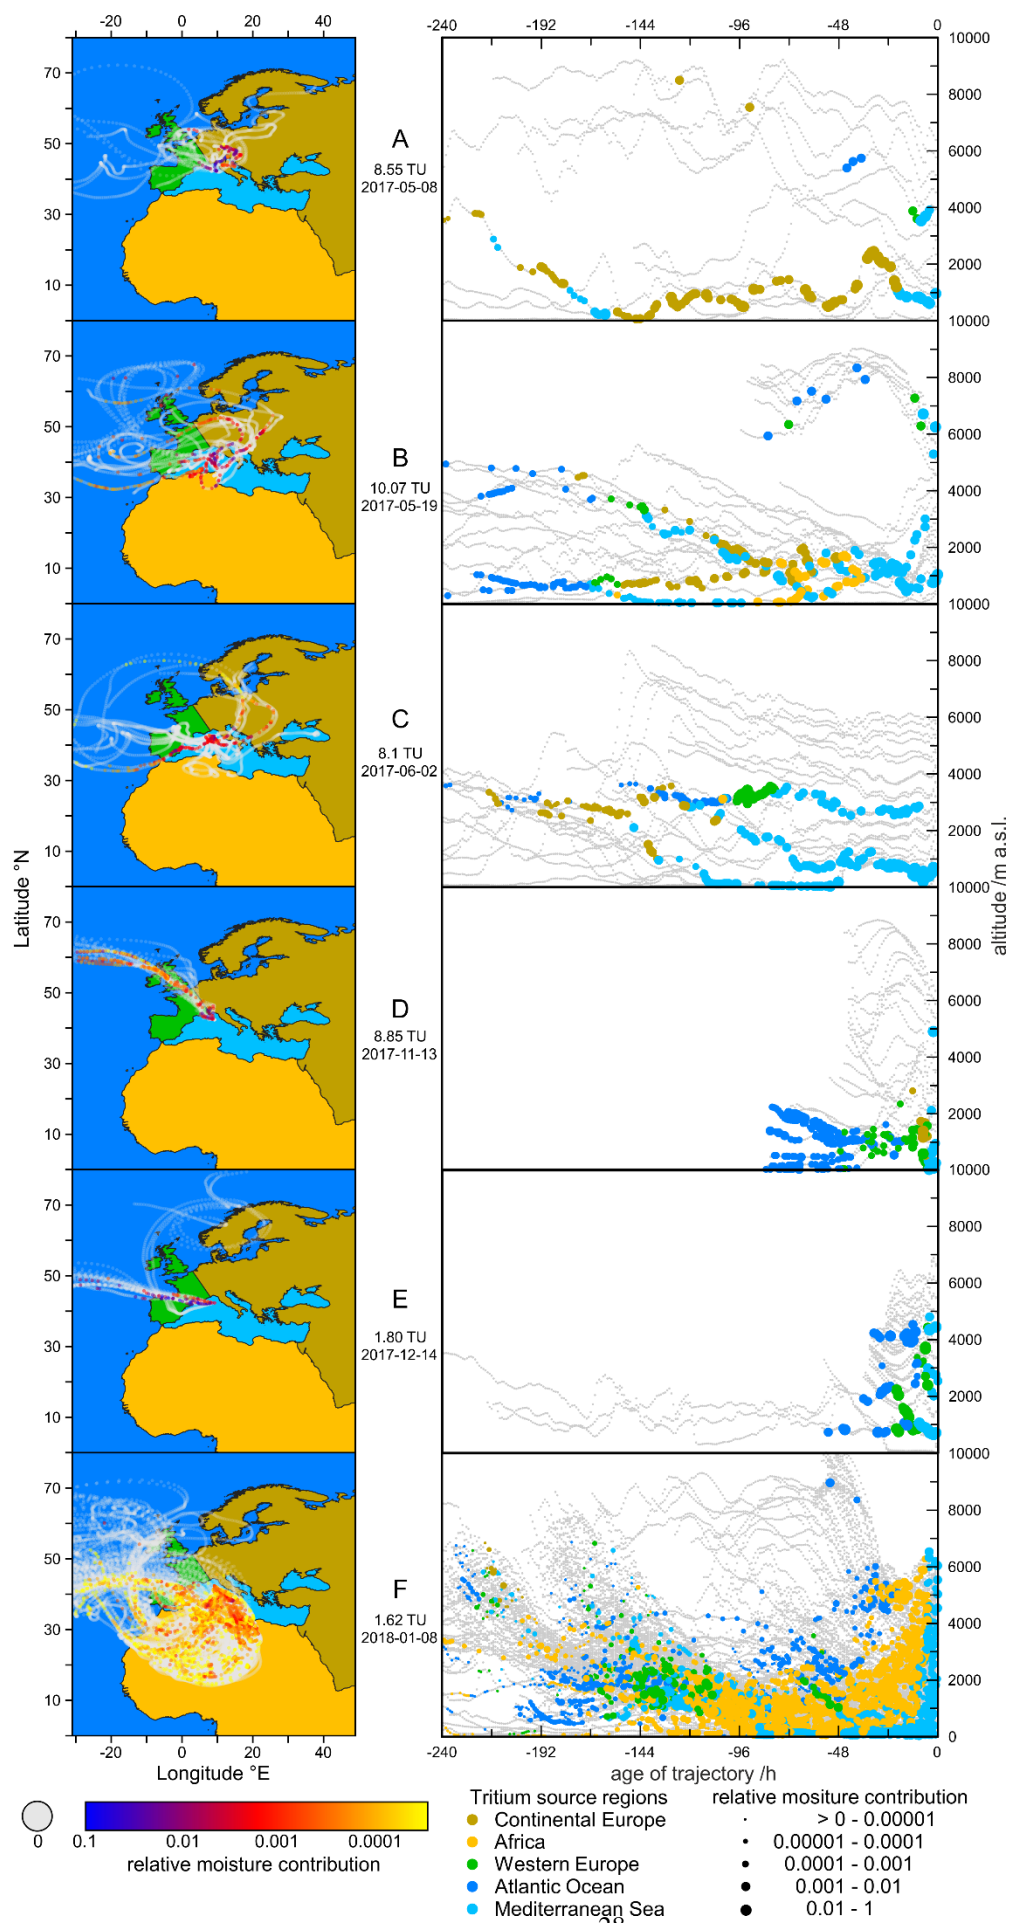 -20 0 20 40
-240 -192 -144 -96 -48 0
70
50
30
10
A
8.55 TU
2017-05-08
10000
8000
6000
4000
2000
10000
70
50
30
10
B
10.07 TU
2017-05-19
8000
6000
4000
2000
10000
70
50
30
10
C
8.1 TU
2017-06-02
8000
6000
4000
2000
10000
Latitude °N
altitude /m a.s.l.
70
50
30
10
D
8.85 TU
2017-11-13
8000
6000
4000
2000
10000
70
50
30
10
E
1.80 TU
2017-12-14
8000
6000
4000
2000
10000
70
50
30
10
F
1.62 TU
2018-01-08
8000
6000
4000
2000
0
-20 0 20 40
Longitude °E
-240 -192 -144 -96 -48 0
age of trajectory /h
0
0.1 0.01 0.001 0.0001
relative moisture contribution
Tritium source regions
Continental Europe
Africa
Western Europe
Atlantic Ocean
Mediterranean Sea
relative mositure contribution
> 0 - 0.00001
0.00001 - 0.0001
0.0001 - 0.001
0.001 - 0.01
0.01 - 1